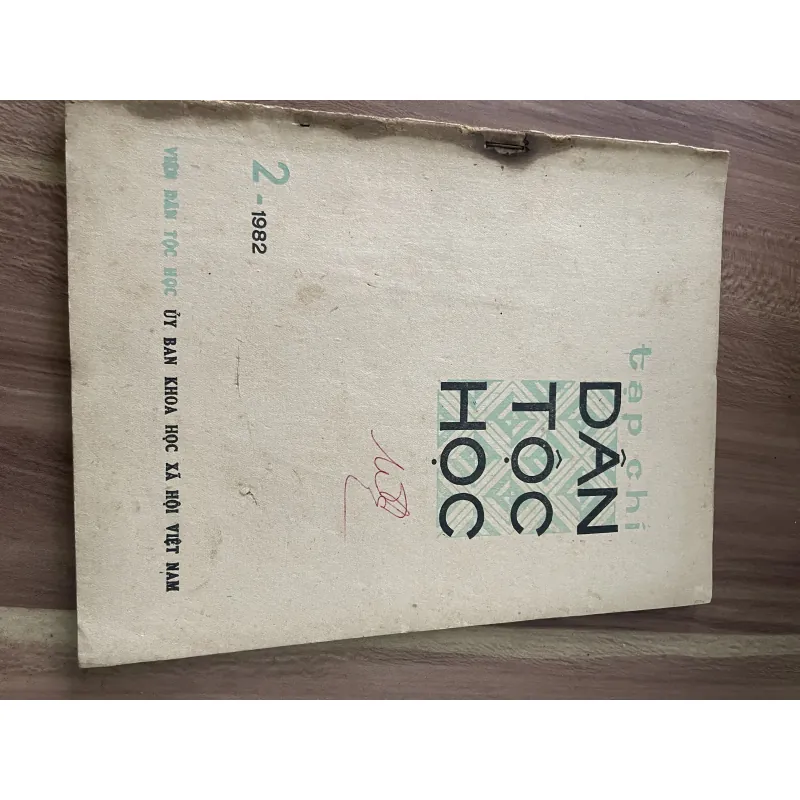 tạp chí
DÂN
TỘC
HỌC
2 - 1982
VIỆN DÂN TỘC HỌC ỦY BAN KHOA HỌC XÃ HỘI VIỆT NAM